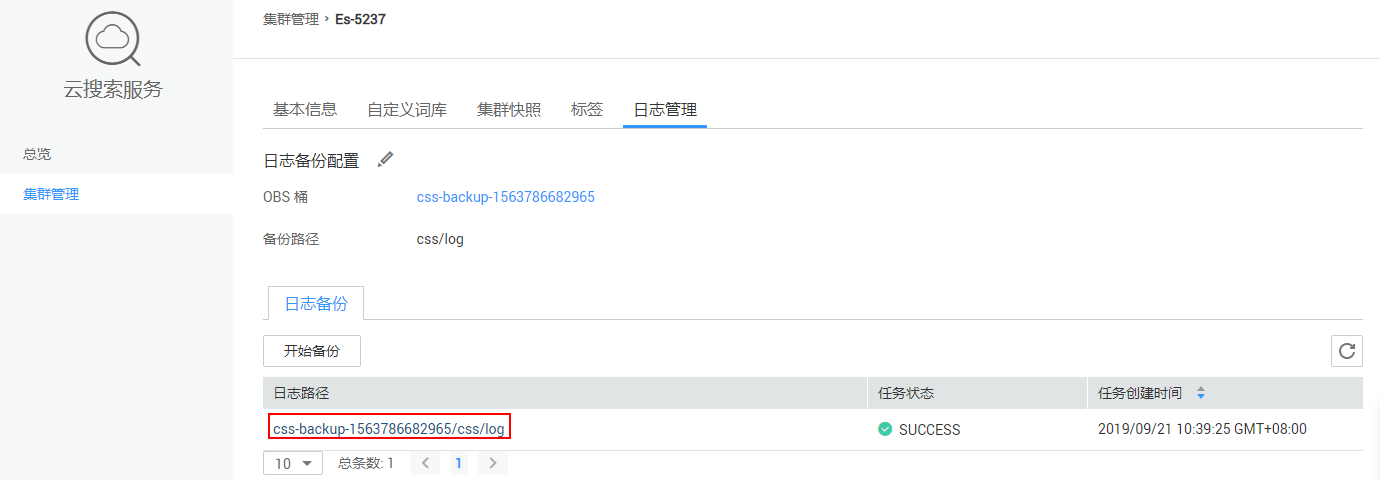 云搜索服务
总览
集群管理
集群管理 › Es-5237
基本信息 自定义词库 集群快照 标签 日志管理
日志备份配置
OBS 桶 css-backup-1563786682965
备份路径 css/log
日志备份
开始备份
日志路径 任务状态 任务创建时间
css-backup-1563786682965/css/log SUCCESS 2019/09/21 10:39:25 GMT+08:00
10 总条数: 1 1